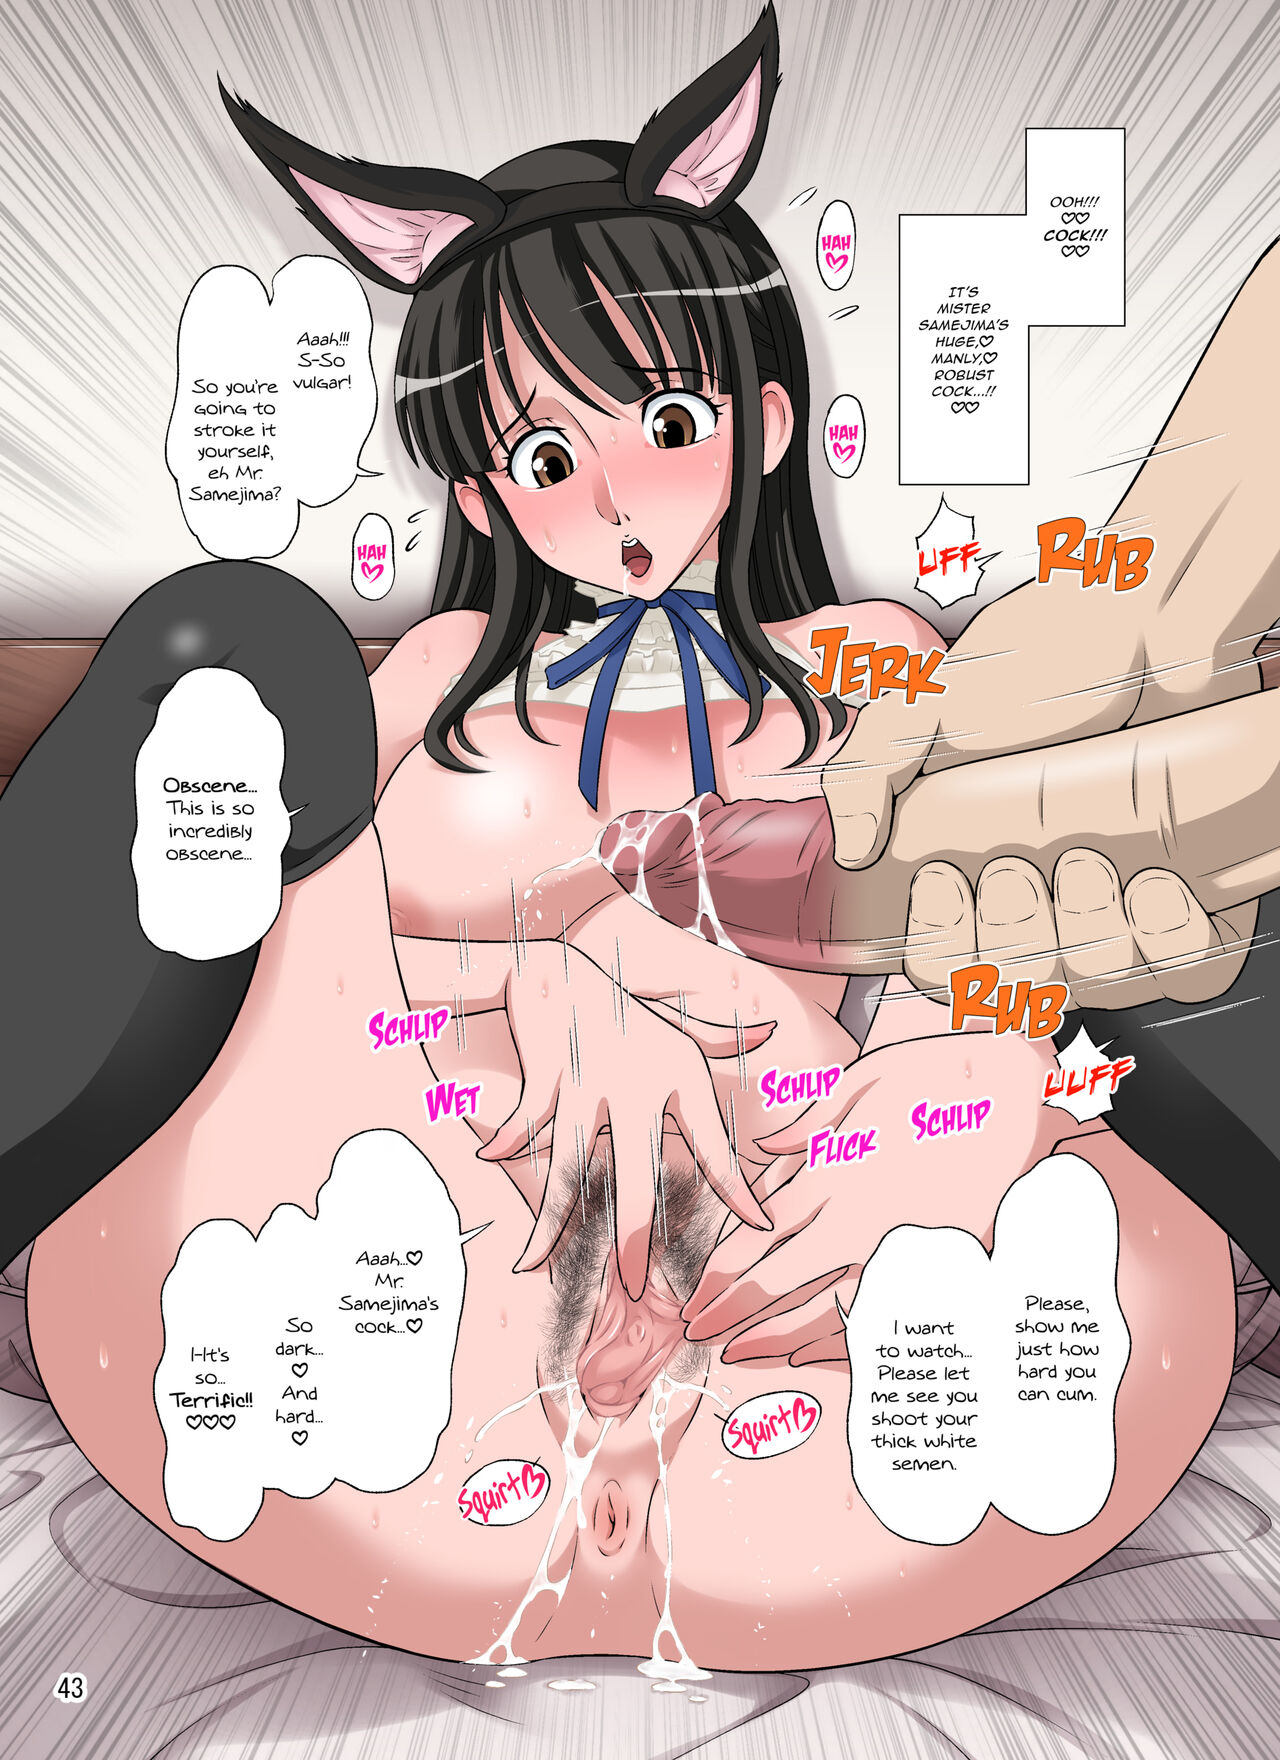 OOH!!!
♡♡
COCK!!!
♡♡
IT'S
MISTER
SAMEJIMA'S
HUGE,♡
MANLY,♡
ROBUST
COCK...!!
♡♡
HAH
♡
HAH
♡
HAH
♡
Aaah!!!
S-So
vulgar!
So you're
going to
stroke it
yourself,
eh Mr.
Samejima?
UFF
RUB
JERK
Obscene...
This is so
incredibly
obscene...
RUB
UUFF
SCHLIP
WET
SCHLIP
FLICK
SCHLIP
Please,
show me
just how
hard you
can cum.
I want
to watch...
Please let
me see you
shoot your
thick white
semen.
Aaah...♡
Mr.
Samejima's
cock...♡
So
dark...
♡
And
hard...
♡
I-It's
so...
Terrific!!
♡♡♡
Squirt♡
Squirt♡
43